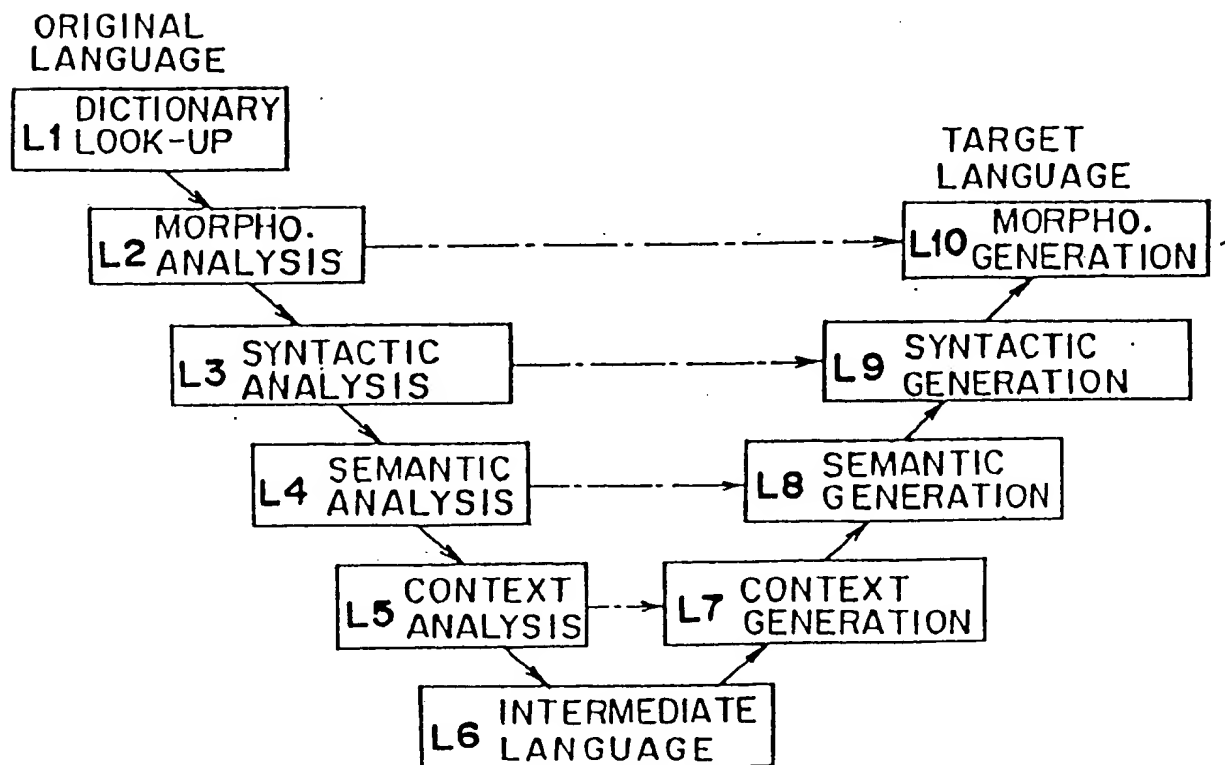 ORIGINAL
LANGUAGE
L1 DICTIONARY
LOOK-UP
TARGET
LANGUAGE
L2 MORPHO.
ANALYSIS
L10 MORPHO.
GENERATION
L3 SYNTACTIC
ANALYSIS
L9 SYNTACTIC
GENERATION
L4 SEMANTIC
ANALYSIS
L8 SEMANTIC
GENERATION
L5 CONTEXT
ANALYSIS
L7 CONTEXT
GENERATION
L6 INTERMEDIATE
LANGUAGE